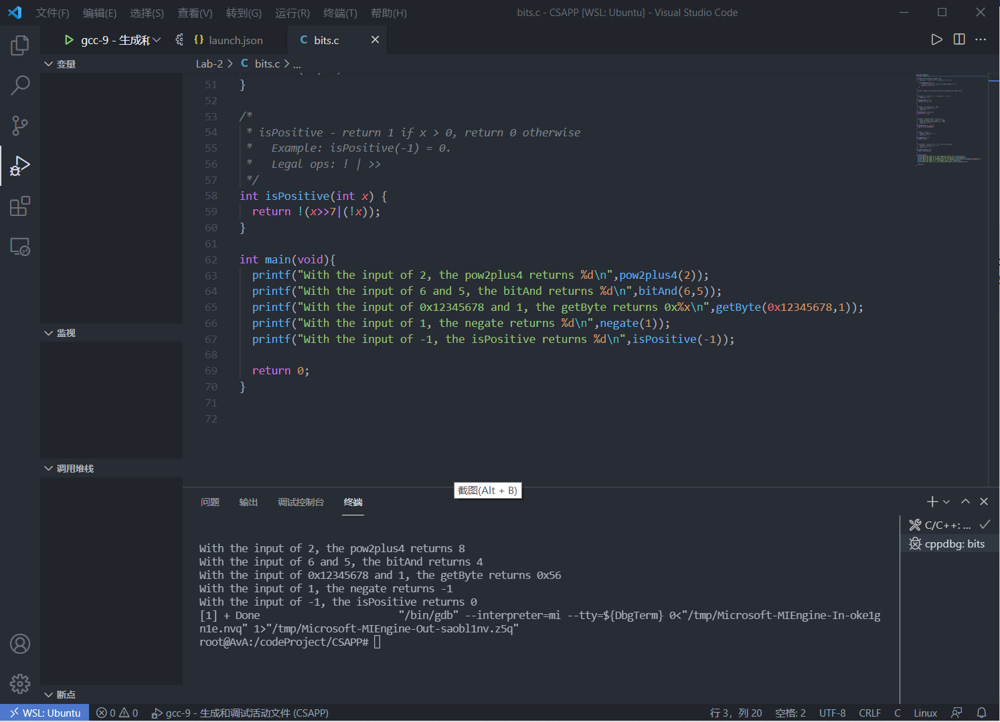 文件(F) 编辑(E) 选择(S) 查看(V) 转到(G) 运行(R) 终端(T) 帮助(H) bits.c - CSAPP [WSL: Ubuntu] - Visual Studio Code
gcc-9 - 生成和 {} launch.json C bits.c
变量
Lab-2 > C bits.c > ...
51 }
52
53 /*
54 * isPositive - return 1 if x > 0, return 0 otherwise
55 * Example: isPositive(-1) = 0.
56 * Legal ops: ! | >>
57 */
58 int isPositive(int x) {
59 return !(x>>7|(!x));
60 }
61
62 int main(void){
63 printf("With the input of 2, the pow2plus4 returns %d\n",pow2plus4(2));
64 printf("With the input of 6 and 5, the bitAnd returns %d\n",bitAnd(6,5));
65 printf("With the input of 0x12345678 and 1, the getByte returns 0x%x\n",getByte(0x12345678,1));
66 printf("With the input of 1, the negate returns %d\n",negate(1));
67 printf("With the input of -1, the isPositive returns %d\n",isPositive(-1));
68
69 return 0;
70 }
71
72
监视
调用堆栈
断点
截图(Alt + B)
问题 输出 调试控制台 终端
C/C++: ...
cppdbg: bits
With the input of 2, the pow2plus4 returns 8
With the input of 6 and 5, the bitAnd returns 4
With the input of 0x12345678 and 1, the getByte returns 0x56
With the input of 1, the negate returns -1
With the input of -1, the isPositive returns 0
[1] + Done "/bin/gdb" --interpreter=mi --tty=${DbgTerm} 0<"/tmp/Microsoft-MIEngine-In-oke1g
n1e.nvq" 1>"/tmp/Microsoft-MIEngine-Out-saobl1nv.z5q"
root@AvA:/codeProject/CSAPP#
WSL: Ubuntu 0 0 gcc-9 - 生成和调试活动文件 (CSAPP) 行 3, 列 20 空格: 2 UTF-8 CRLF C Linux